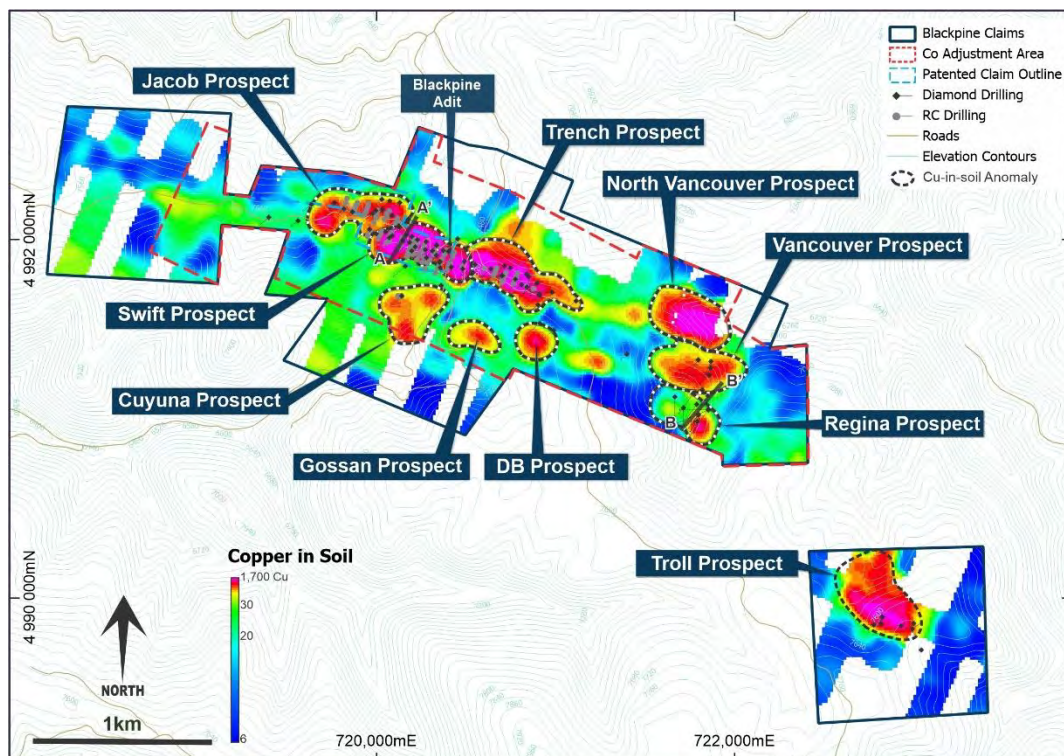 Blackpine Claims
Co Adjustment Area
Patented Claim Outline
Diamond Drilling
RC Drilling
Roads
Elevation Contours
Cu-in-soil Anomaly
Jacob Prospect
Blackpine
Adit
Trench Prospect
North Vancouver Prospect
Vancouver Prospect
A'
A
Swift Prospect
Cuyuna Prospect
Gossan Prospect
DB Prospect
B'
B
Regina Prospect
Troll Prospect
4 992 000mN
4 990 000mN
Copper in Soil
1,700 Cu
30
20
6
NORTH
1km
720,000mE
722,000mE